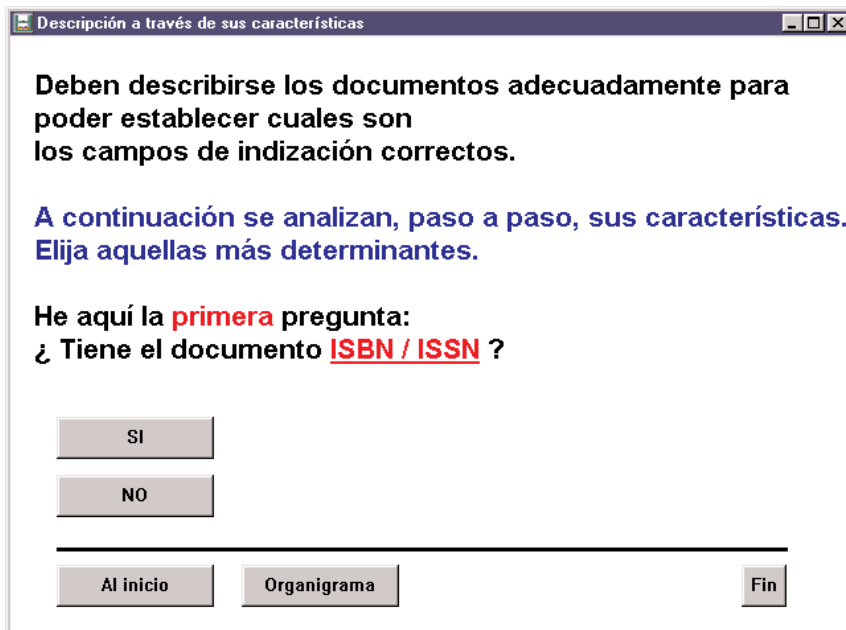 Descripción a través de sus características
Deben describirse los documentos adecuadamente para
poder establecer cuales son
los campos de indización correctos.
A continuación se analizan, paso a paso, sus características.
Elija aquellas más determinantes.
He aquí la primera pregunta:
¿ Tiene el documento ISBN / ISSN ?
SI
NO
Al inicio
Organigrama
Fin